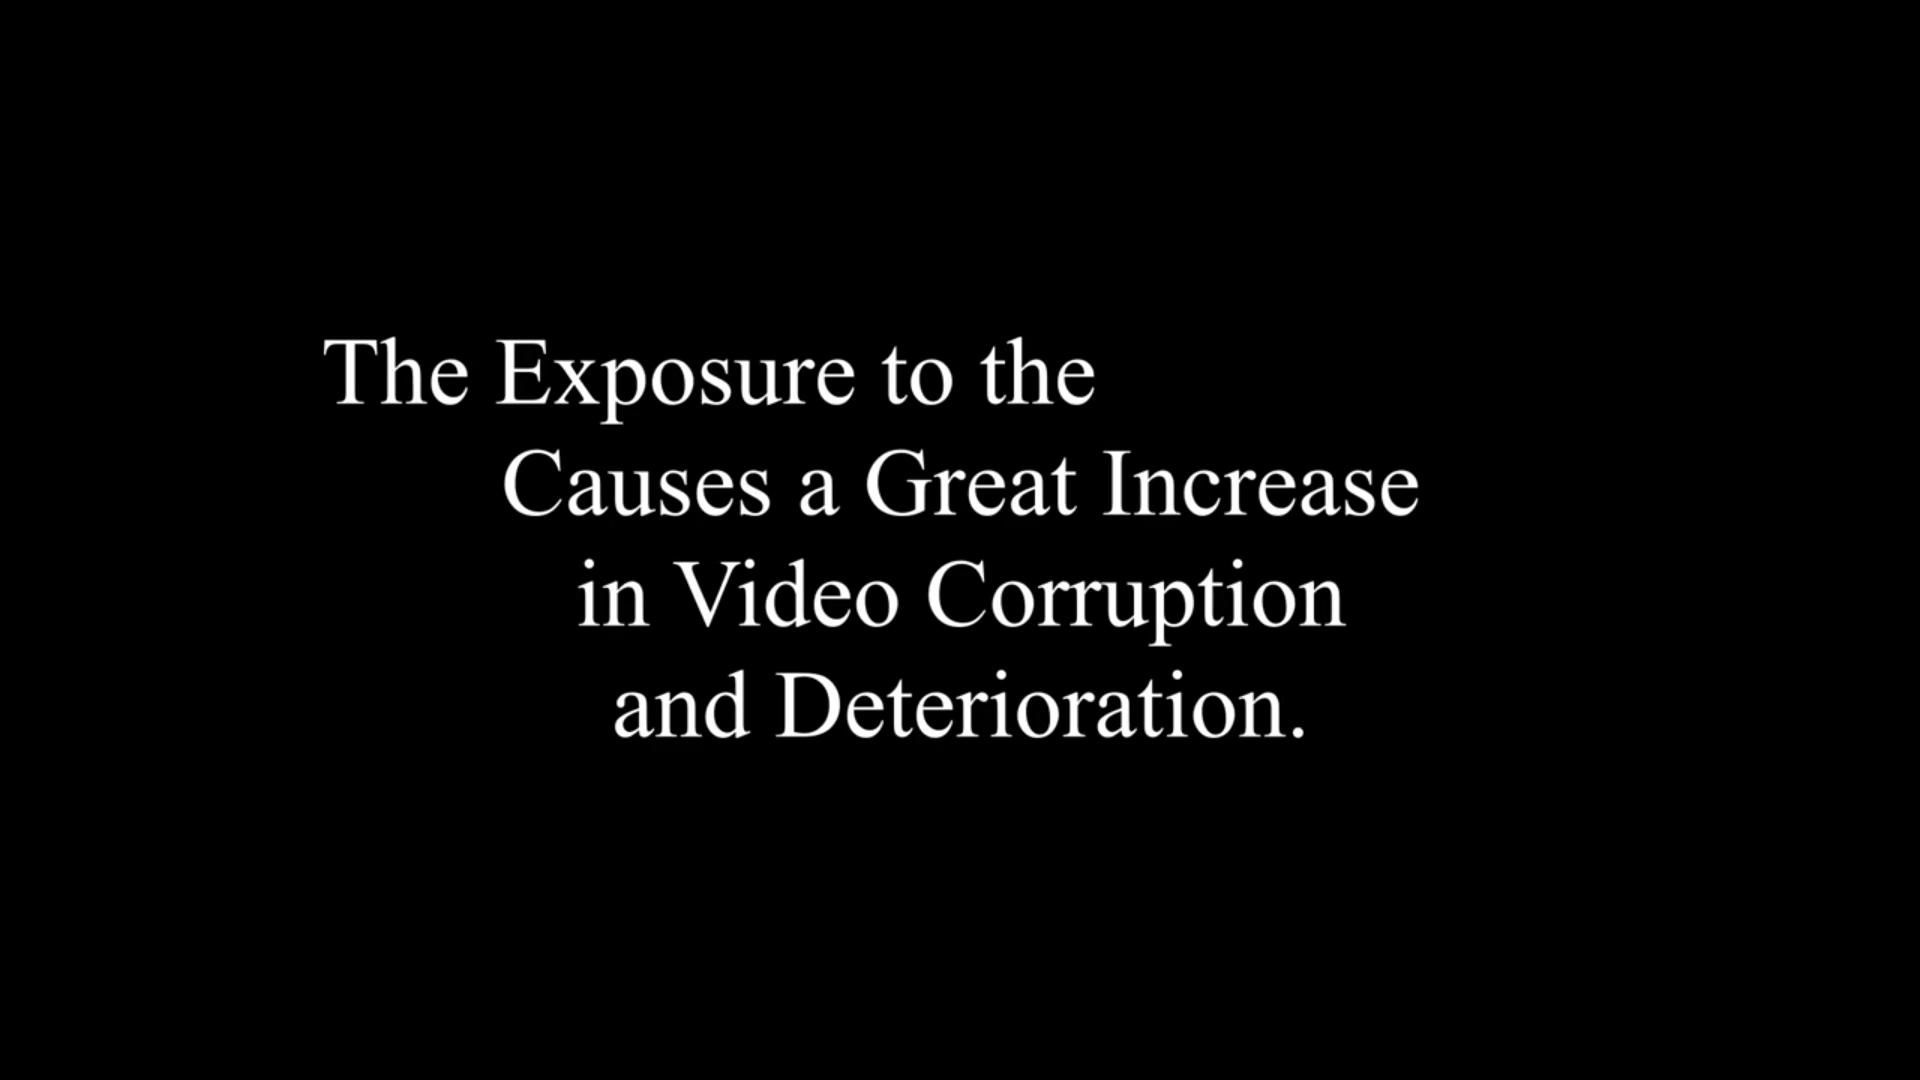 The Exposure to the
Causes a Great Increase
in Video Corruption
and Deterioration.